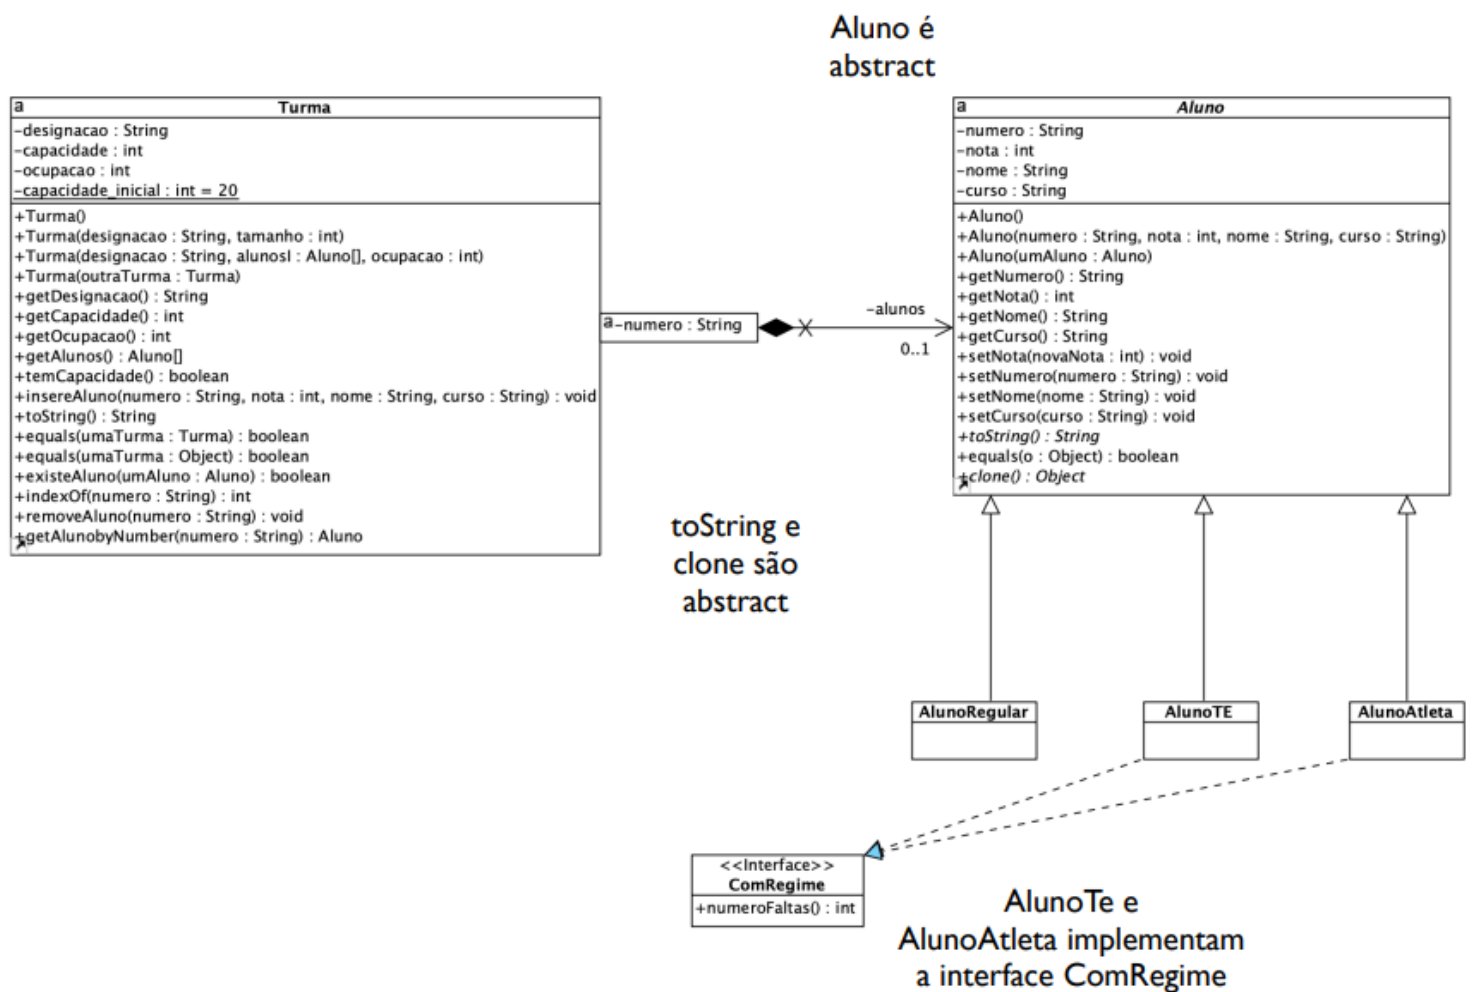 Aluno é
abstract
a
Turma
-designacao : String
-capacidade : int
-ocupacao : int
-capacidade_inicial : int = 20
+Turma()
+Turma(designacao : String, tamanho : int)
+Turma(designacao : String, alunosI : Aluno[], ocupacao : int)
+Turma(outraTurma : Turma)
+getDesignacao() : String
+getCapacidade() : int
+getOcupacao() : int
+getAlunos() : Aluno[]
+temCapacidade() : boolean
+insereAluno(numero : String, nota : int, nome : String, curso : String) : void
+toString() : String
+equals(umaTurma : Turma) : boolean
+equals(umaTurma : Object) : boolean
+existeAluno(umAluno : Aluno) : boolean
+indexOf(numero : String) : int
+removeAluno(numero : String) : void
+getAlunobyNumber(numero : String) : Aluno
a-numero : String
-alunos
0..1
a
Aluno
-numero : String
-nota : int
-nome : String
-curso : String
+Aluno()
+Aluno(numero : String, nota : int, nome : String, curso : String)
+Aluno(umAluno : Aluno)
+getNumero() : String
+getNota() : int
+getNome() : String
+getCurso() : String
+setNota(novaNota : int) : void
+setNumero(numero : String) : void
+setNome(nome : String) : void
+setCurso(curso : String) : void
+toString() : String
+equals(o : Object) : boolean
+clone() : Object
toString e
clone são
abstract
AlunoRegular
AlunoTE
AlunoAtleta
<<Interface>>
ComRegime
+numeroFaltas() : int
AlunoTe e
AlunoAtleta implementam
a interface ComRegime